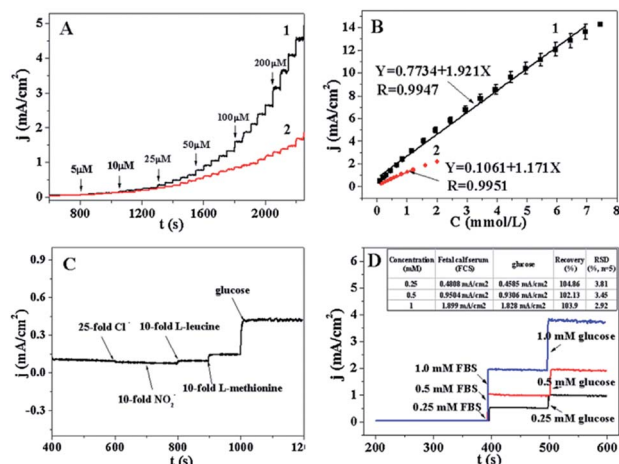 A
1
2
5μM
10μM
25μM
50μM
100μM
200μM
j (mA/cm²)
0
1
2
3
4
5
600 800 1000 1200 1400 1600 1800 2000 2200
t (s)
B
1
Y=0.7734+1.921X
R=0.9947
2
Y=0.1061+1.171X
R=0.9951
j (mA/cm²)
0
2
4
6
8
10
12
14
0 1 2 3 4 5 6 7 8
C (mmol/L)
C
glucose
25-fold Cl⁻
10-fold L-leucine
10-fold NO₂⁻
10-fold L-methionine
j (mA/cm²)
0.9
0.6
0.3
0.0
-0.3
400 600 800 1000 1200
t (s)
D
Concentration (mM) Fetal calf serum (FCS) glucose Recovery (%) RSD (%, n=5)
0.25 0.4808 mA/cm2 0.4585 mA/cm2 104.86 3.81
0.5 0.9504 mA/cm2 0.9306 mA/cm2 102.13 3.45
1 1.899 mA/cm2 1.828 mA/cm2 103.9 2.92
1.0 mM glucose
1.0 mM FBS
0.5 mM FBS
0.5 mM glucose
0.25 mM FBS
0.25 mM glucose
j (mA/cm²)
0
1
2
3
4
5
6
200 300 400 500 600
t (s)